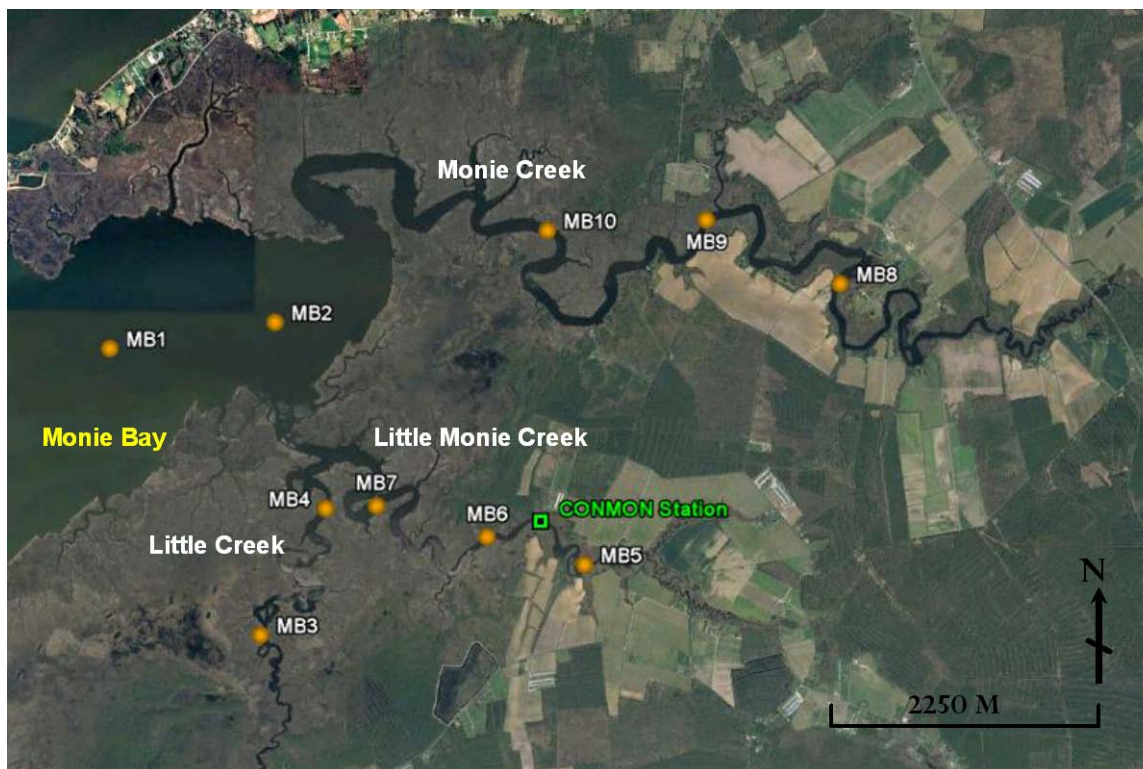 Monie Creek
MB10
MB9
MB8
MB2
MB1
Monie Bay
Little Monie Creek
MB7
MB4
MB6
CONMON Station
Little Creek
MB5
MB3
N
2250 M